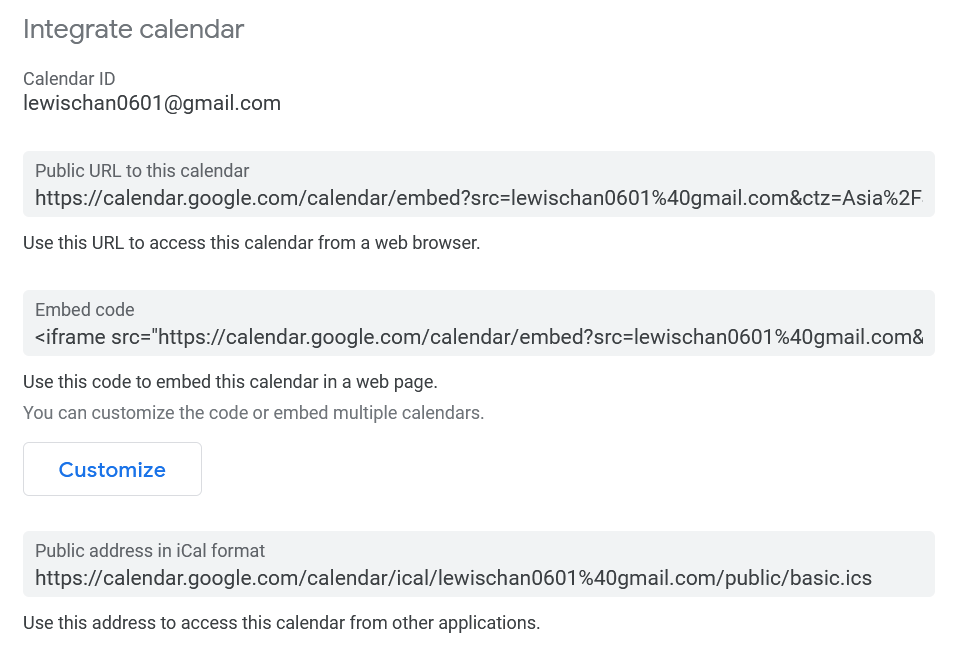 Integrate calendar
Calendar ID
lewischan0601@gmail.com
Public URL to this calendar
https://calendar.google.com/calendar/embed?src=lewischan0601%40gmail.com&ctz=Asia%2F
Use this URL to access this calendar from a web browser.
Embed code
<iframe src="https://calendar.google.com/calendar/embed?src=lewischan0601%40gmail.com&
Use this code to embed this calendar in a web page.
You can customize the code or embed multiple calendars.
Customize
Public address in iCal format
https://calendar.google.com/calendar/ical/lewischan0601%40gmail.com/public/basic.ics
Use this address to access this calendar from other applications.